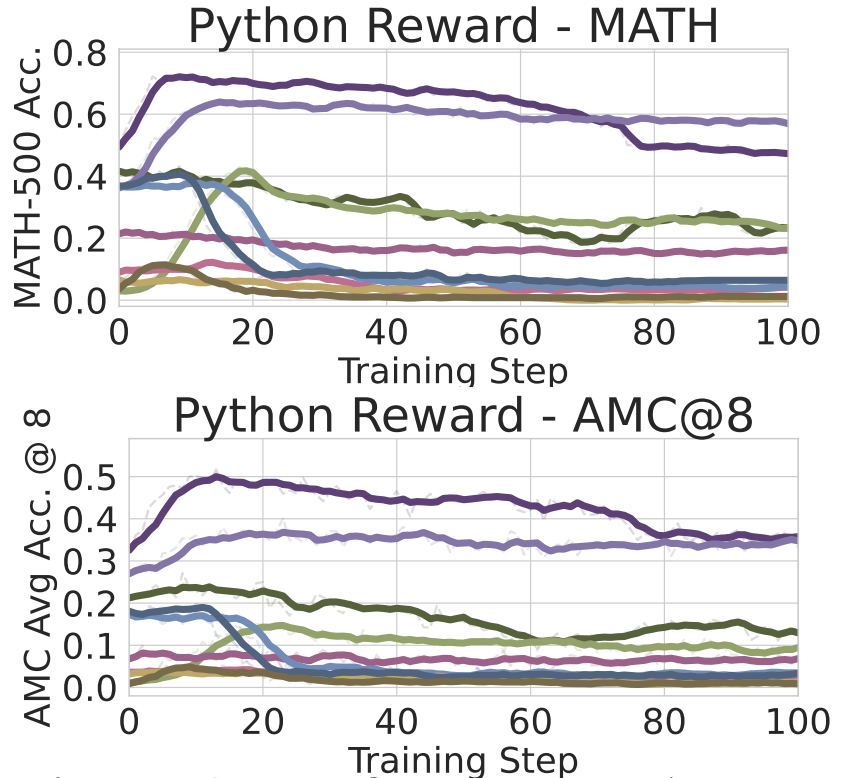 Python Reward - MATH
MATH-500 Acc.
0.8
0.6
0.4
0.2
0.0
0 20 40 60 80 100
Training Step
Python Reward - AMC@8
AMC Avg Acc. @ 8
0.5
0.4
0.3
0.2
0.1
0.0
0 20 40 60 80 100
Training Step